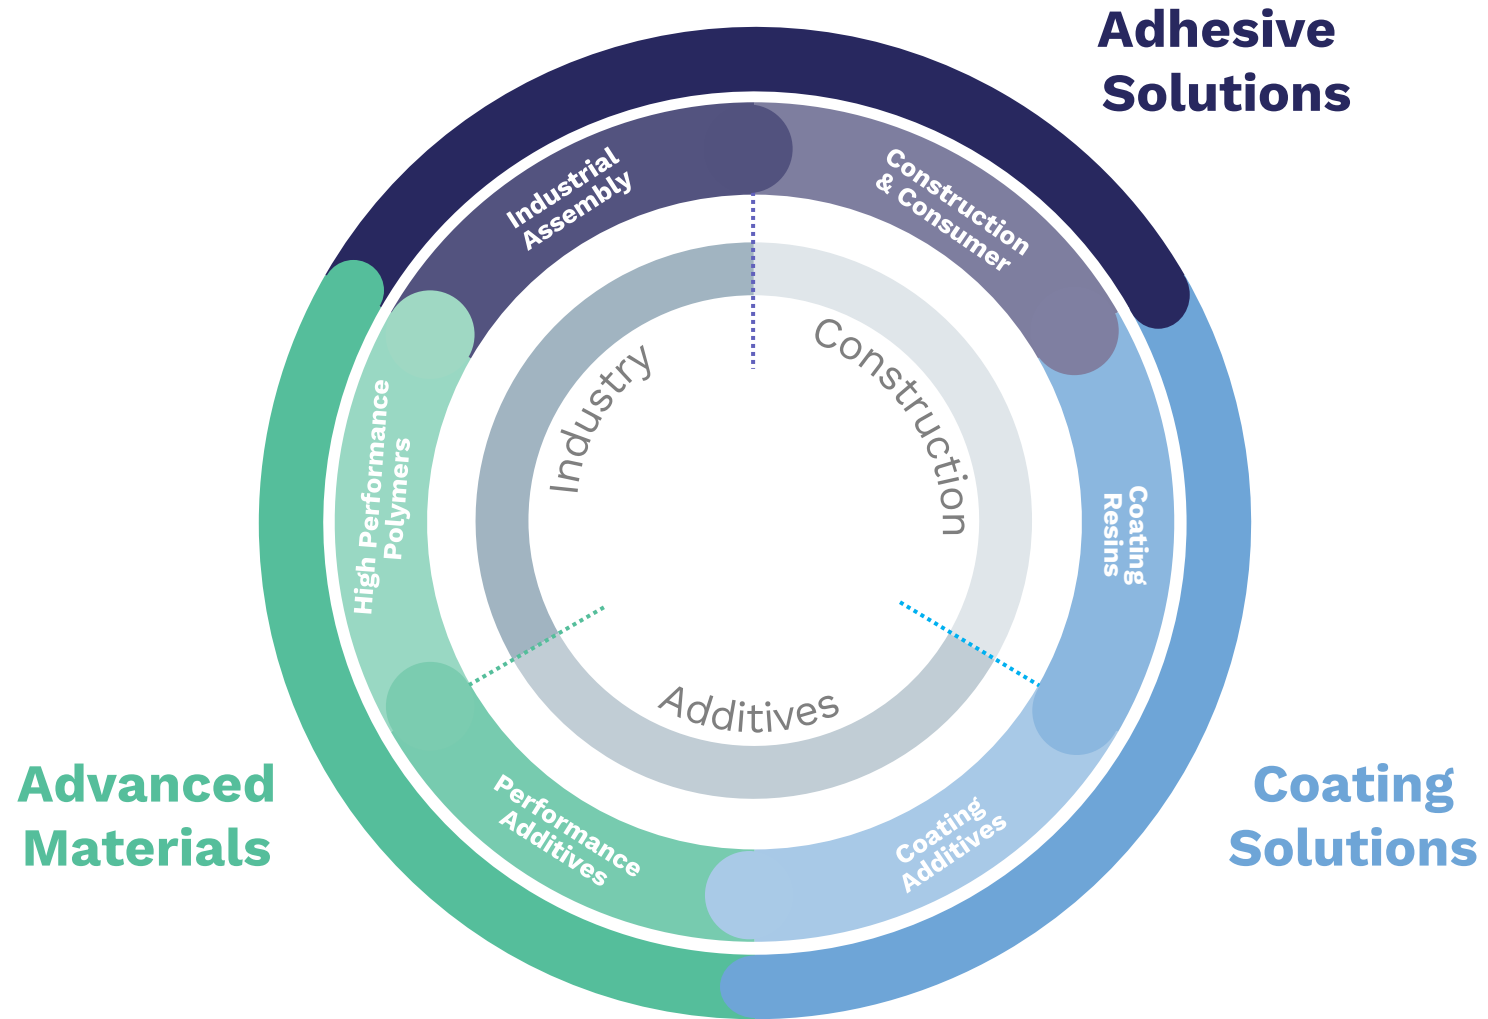 Adhesive
Solutions
Industrial
Assembly
Construction
& Consumer
Industry
Construction
High Performance
Polymers
Coating
Resins
Additives
Advanced
Materials
Performance
Additives
Coating
Additives
Coating
Solutions